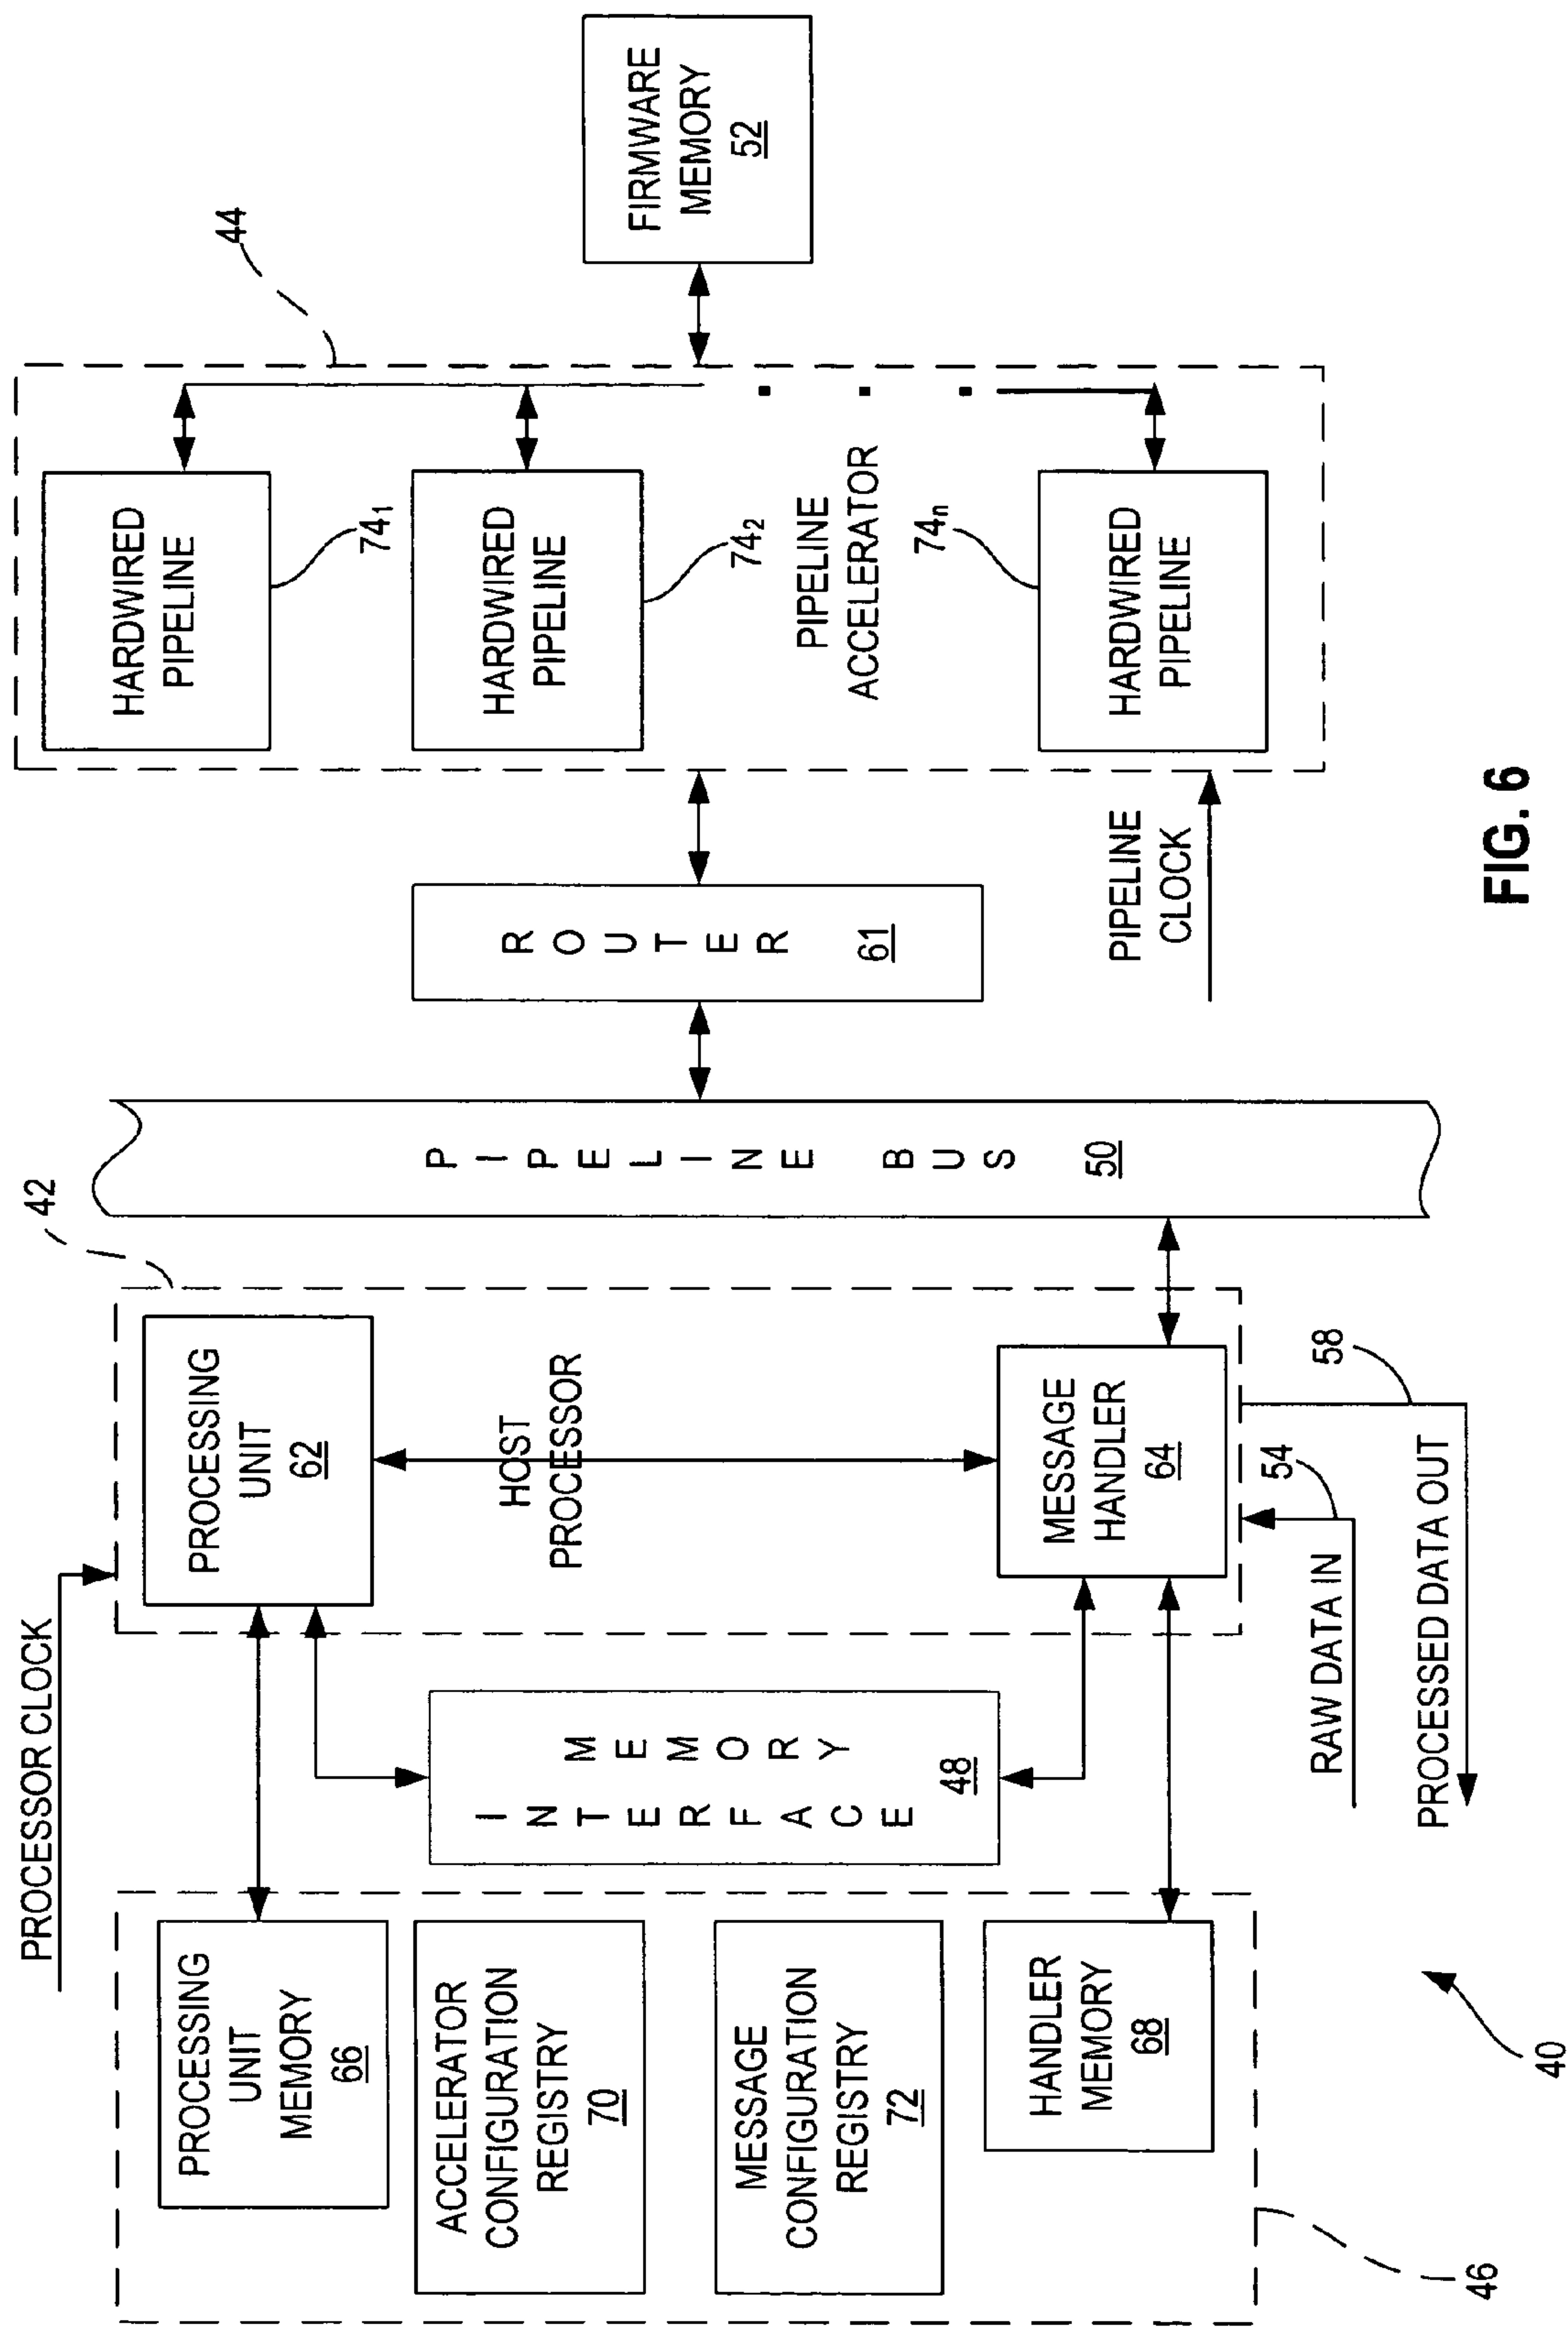 PROCESSOR CLOCK
PROCESSING
UNIT
MEMORY
66
ACCELERATOR
CONFIGURATION
REGISTRY
70
MESSAGE
CONFIGURATION
REGISTRY
72
HANDLER
MEMORY
68
46
40
MEMORY
INTERFACE
48
42
PROCESSING
UNIT
62
HOST
PROCESSOR
MESSAGE
HANDLER
64
RAW DATA IN
54
PROCESSED DATA OUT
58
PIPELINE BUS
50
ROUTER
61
PIPELINE
CLOCK
44
HARDWIRED
PIPELINE
74₁
HARDWIRED
PIPELINE
74₂
PIPELINE
ACCELERATOR
74ₙ
HARDWIRED
PIPELINE
FIRMWARE
MEMORY
52
FIG. 6